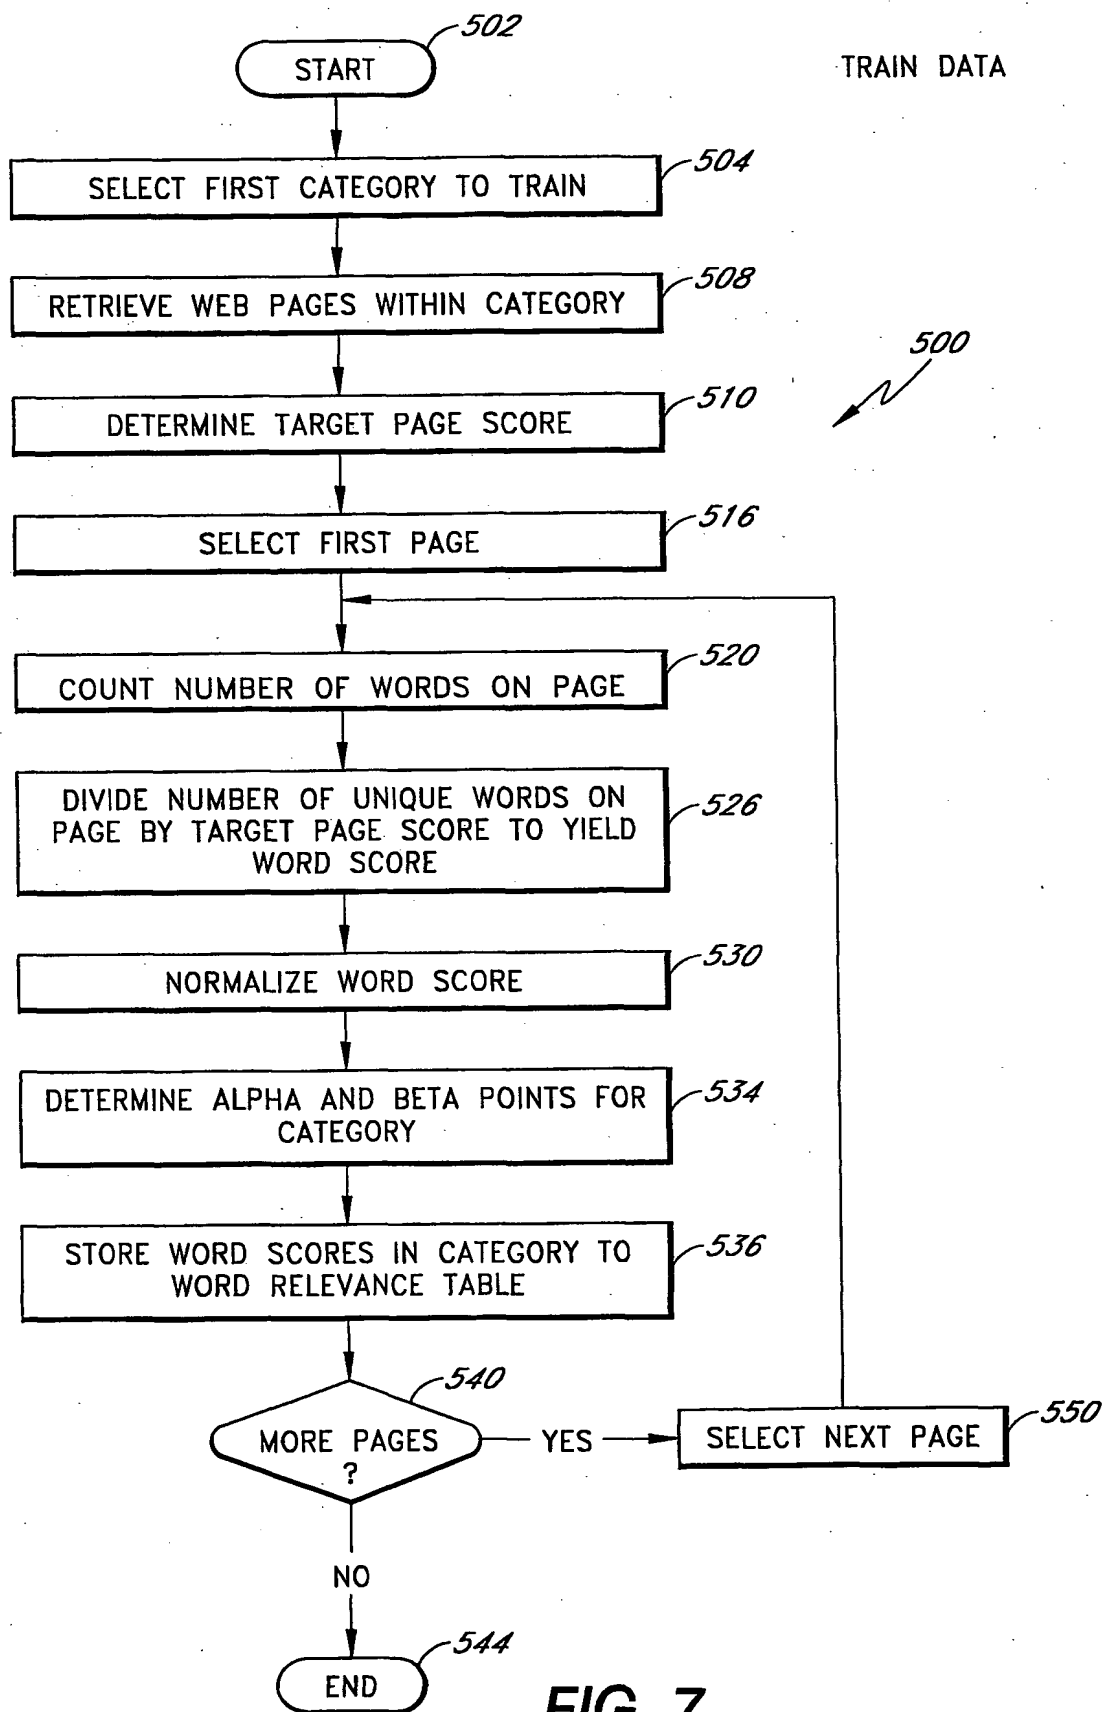 502
START
TRAIN DATA
504
SELECT FIRST CATEGORY TO TRAIN
508
RETRIEVE WEB PAGES WITHIN CATEGORY
500
510
DETERMINE TARGET PAGE SCORE
516
SELECT FIRST PAGE
520
COUNT NUMBER OF WORDS ON PAGE
526
DIVIDE NUMBER OF UNIQUE WORDS ON
PAGE BY TARGET PAGE SCORE TO YIELD
WORD SCORE
530
NORMALIZE WORD SCORE
534
DETERMINE ALPHA AND BETA POINTS FOR
CATEGORY
536
STORE WORD SCORES IN CATEGORY TO
WORD RELEVANCE TABLE
540
MORE PAGES
?
YES
550
SELECT NEXT PAGE
NO
544
END
FIG. 7